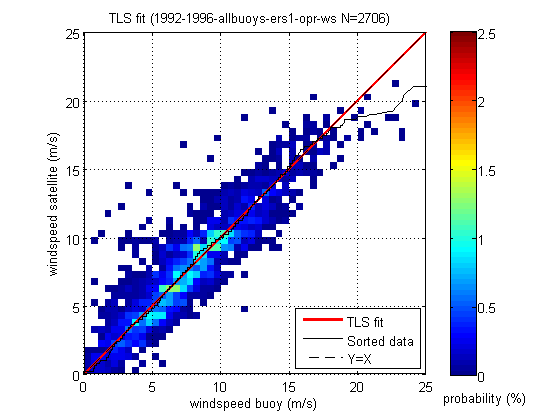 TLS fit (1992-1996-allbuoys-ers1-opr-ws N=2706)
25
20
15
10
5
0
windspeed satellite (m/s)
0 5 10 15 20 25
windspeed buoy (m/s)
TLS fit
Sorted data
Y=X
2.5
2
1.5
1
0.5
0
probability (%)